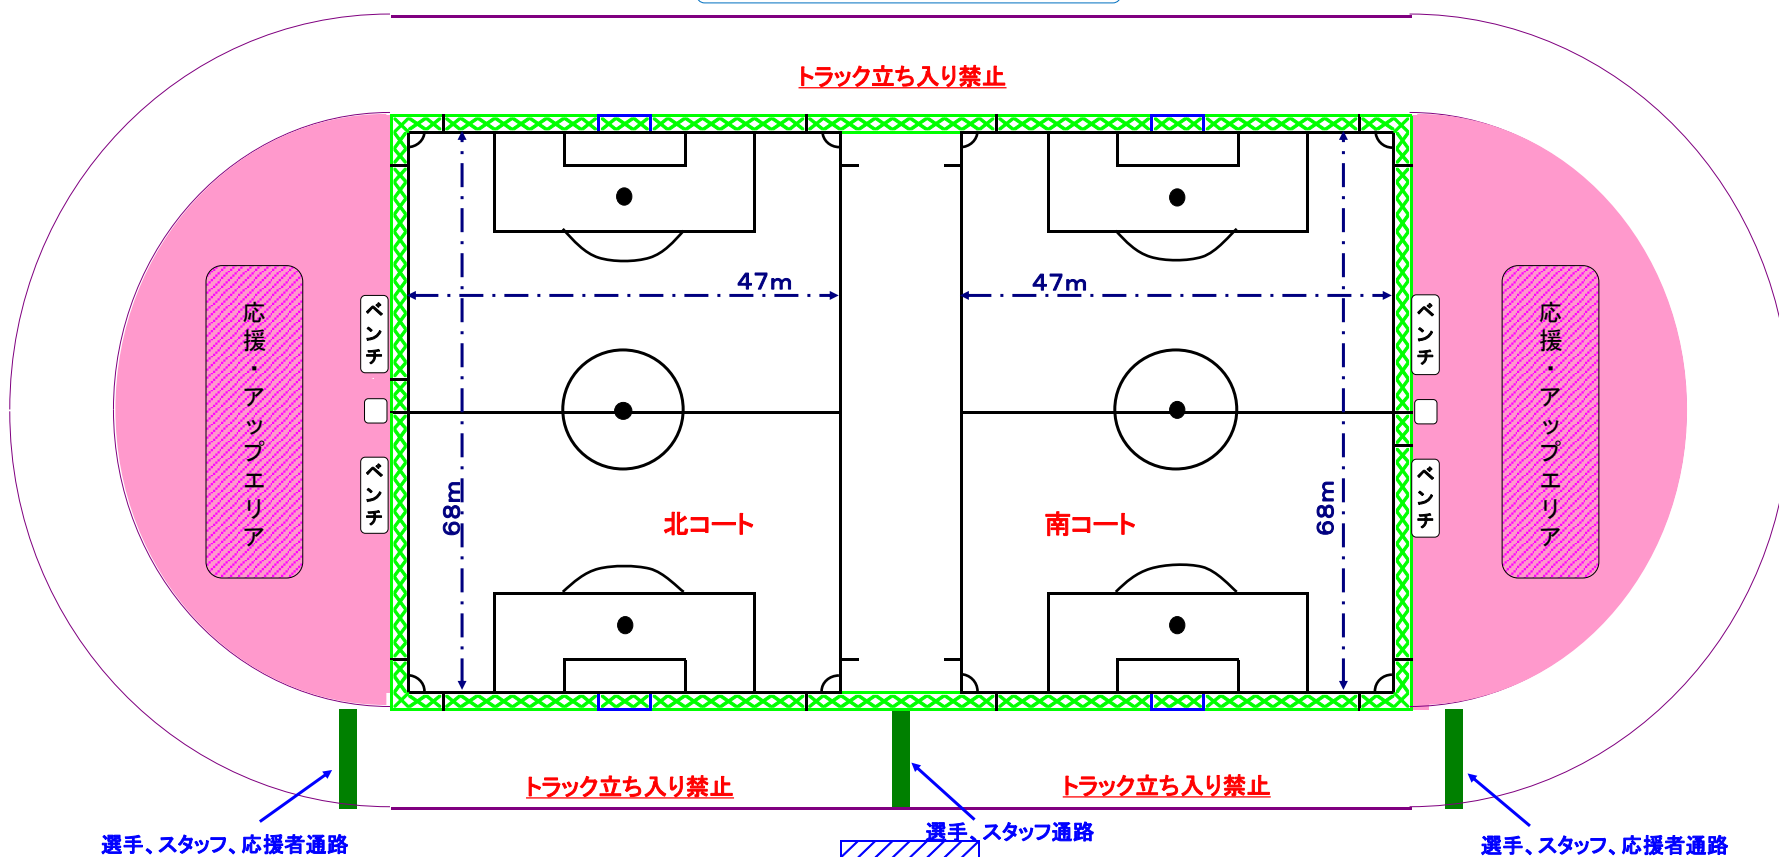 トラック立ち入り禁止
47m
47m
応援・アップエリア
ベンチ
ベンチ
応援・アップエリア
ベンチ
ベンチ
68m
北コート
南コート
68m
トラック立ち入り禁止
トラック立ち入り禁止
選手、スタッフ、応援者通路
選手、スタッフ通路
選手、スタッフ、応援者通路